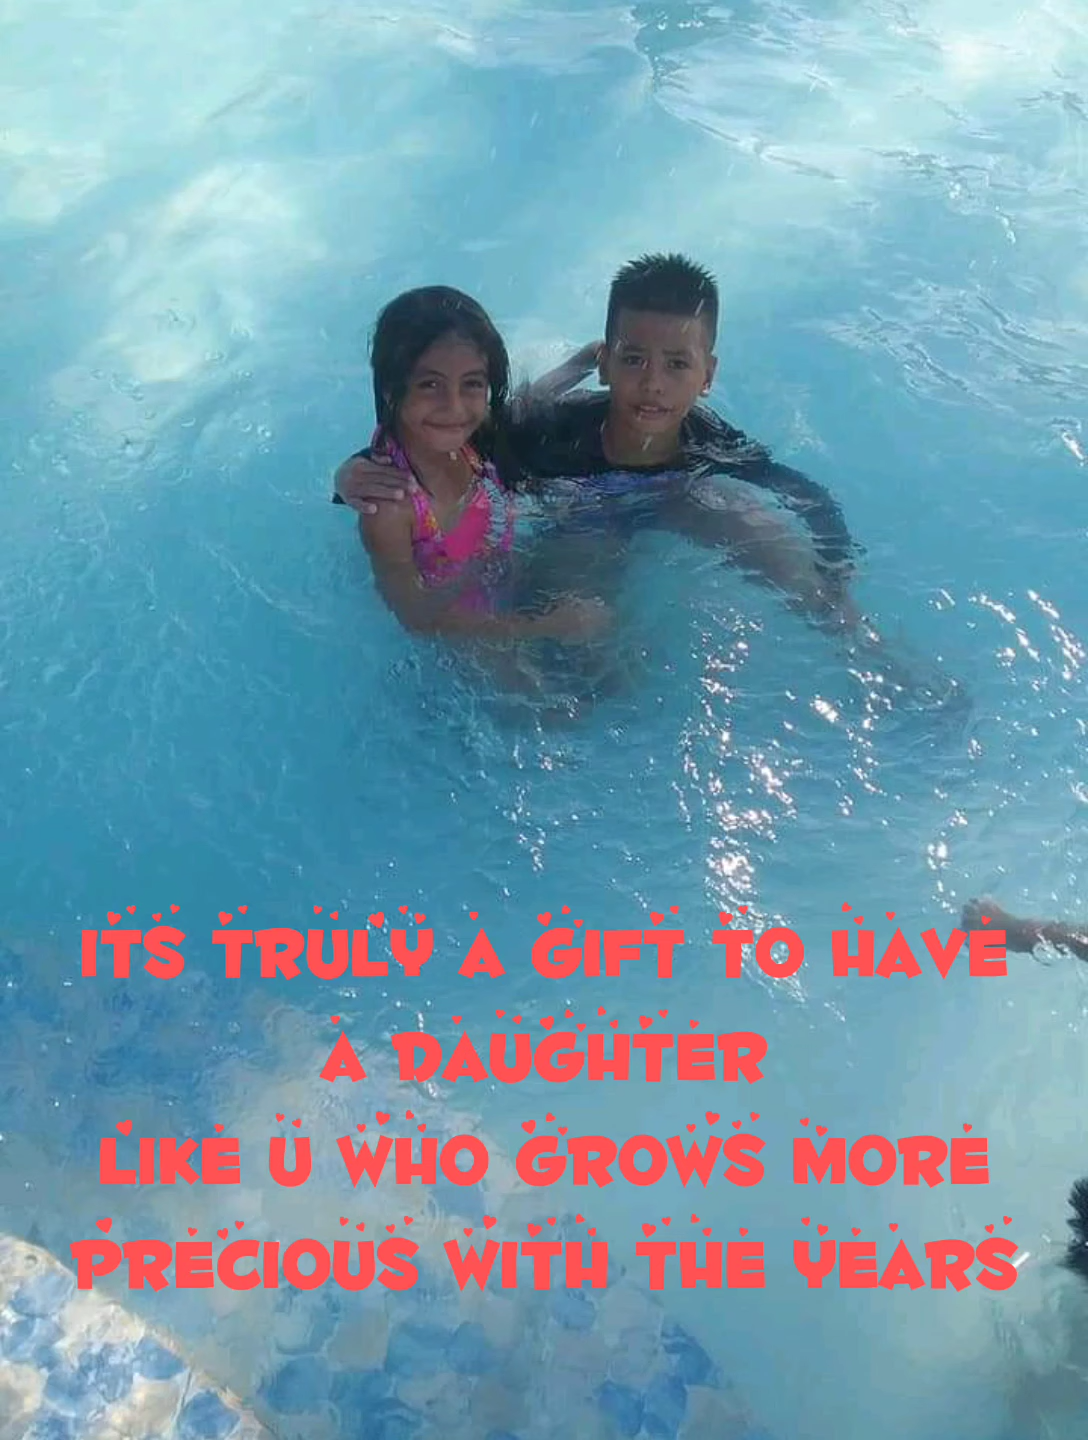 ITS TRULY A GIFT TO HAVE
A DAUGHTER
LIKE U WHO GROWS MORE
PRECIOUS WITH THE YEARS